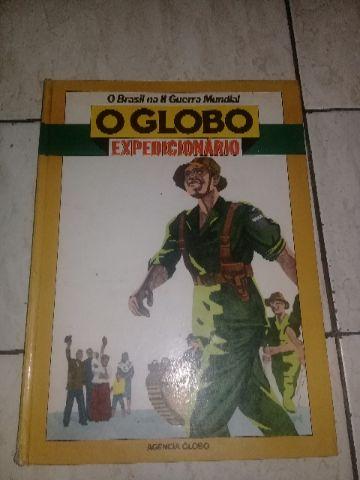 O Brasil na II Guerra Mundial
O GLOBO
EXPEDICIONÁRIO
AGÊNCIA GLOBO